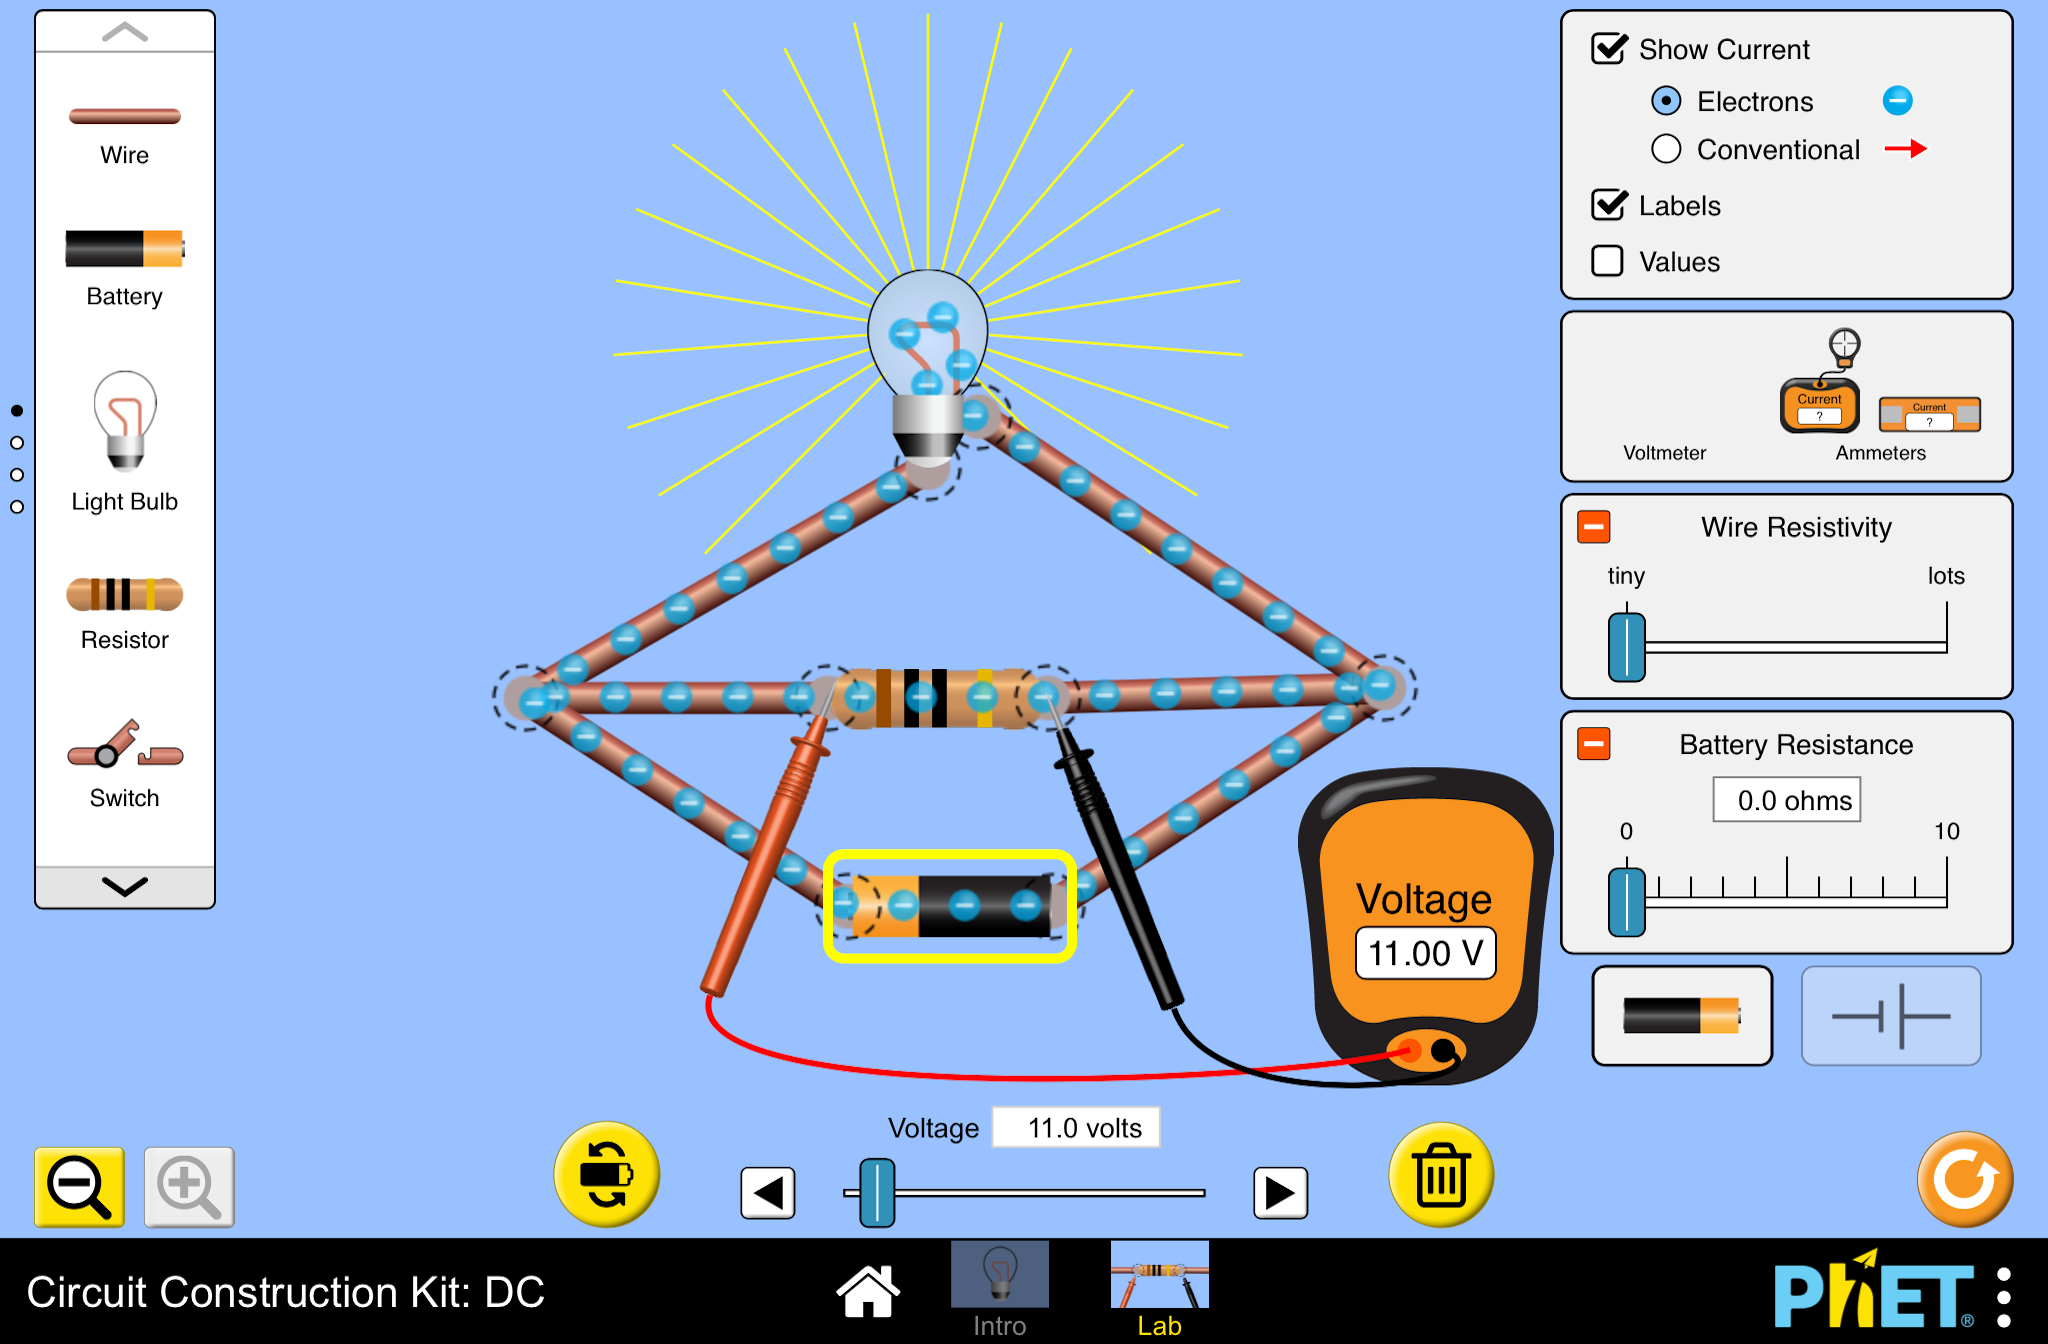 Wire
Battery
Light Bulb
Resistor
Switch
Show Current
Electrons
Conventional
Labels
Values
Current
?
Current
?
Voltmeter
Ammeters
Wire Resistivity
tiny
lots
Battery Resistance
0.0 ohms
0
10
Voltage
11.00 V
Voltage
11.0 volts
Circuit Construction Kit: DC
Intro
Lab
PhET®